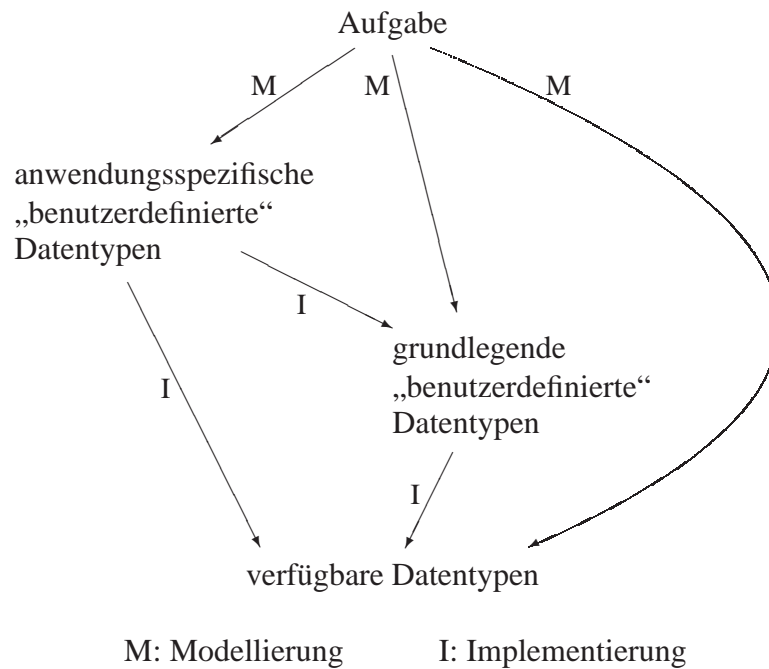 Aufgabe
M
M
M
anwendungsspezifische
„benutzerdefinierte“
Datentypen
I
grundlegende
„benutzerdefinierte“
Datentypen
I
I
verfügbare Datentypen
M: Modellierung I: Implementierung